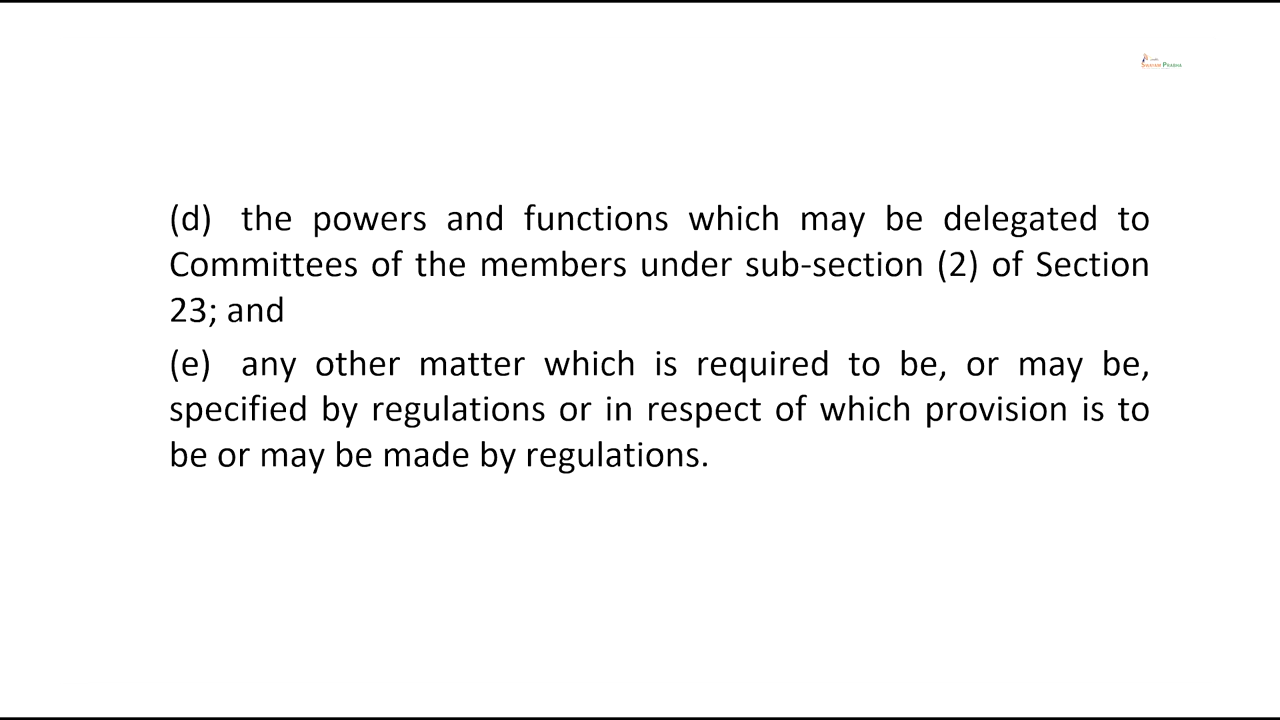 SWAYAM PRABHA
(d) the powers and functions which may be delegated to
Committees of the members under sub-section (2) of Section
23; and
(e) any other matter which is required to be, or may be,
specified by regulations or in respect of which provision is to
be or may be made by regulations.